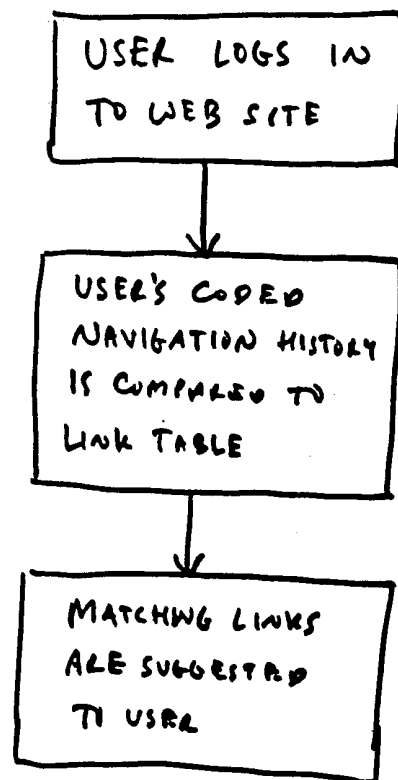 USER LOGS IN
TO WEB SITE
USER'S CODED
NAVIGATION HISTORY
IS COMPARED TO
LINK TABLE
MATCHING LINKS
ARE SUGGESTED
TO USER